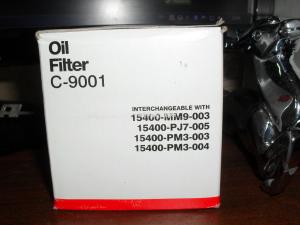 Oil
Filter
C-9001
INTERCHANGEABLE WITH
15400-MM9-003
15400-PJ7-005
15400-PM3-003
15400-PM3-004